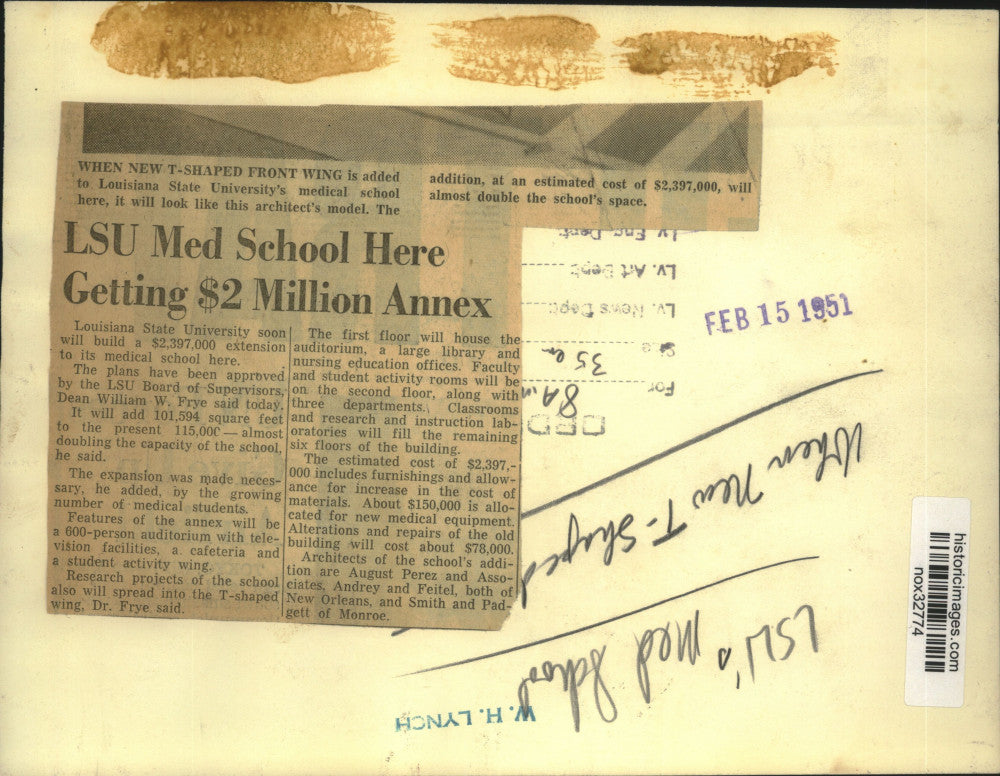 WHEN NEW T-SHAPED FRONT WING is added
to Louisiana State University's medical school
here, it will look like this architect's model. The
addition, at an estimated cost of $2,397,000, will
almost double the school's space.
LSU Med School Here
Getting $2 Million Annex
Louisiana State University soon
will build a $2,397,000 extension
to its medical school here.
The plans have been approved
by the LSU Board of Supervisors,
Dean William W. Frye said today.
It will add 101,594 square feet
to the present 115,000 — almost
doubling the capacity of the school,
he said.
The expansion was made neces-
sary, he added, by the growing
number of medical students.
Features of the annex will be
a 600-person auditorium with tele-
vision facilities, a cafeteria and
a student activity wing.
Research projects of the school
also will spread into the T-shaped
wing, Dr. Frye said.
The first floor will house the
auditorium, a large library and
nursing education offices. Faculty
and student activity rooms will be
on the second floor, along with
three departments. Classrooms
and research and instruction lab-
oratories will fill the remaining
six floors of the building.
The estimated cost of $2,397,-
000 includes furnishings and allow-
ance for increase in the cost of
materials. About $150,000 is allo-
cated for new medical equipment.
Alterations and repairs of the old
building will cost about $78,000.
Architects of the school's addi-
tion are August Perez and Asso-
ciates, Andrey and Feitel, both of
New Orleans, and Smith and Pad-
gett of Monroe.
Lv Eng Dept
Lv. Art Dept
Lv. News Dept
35
For
FEB 15 1951
When New T-Shaped
LSU's Med School
W. H. LYNCH
historicimages.com
nox32774